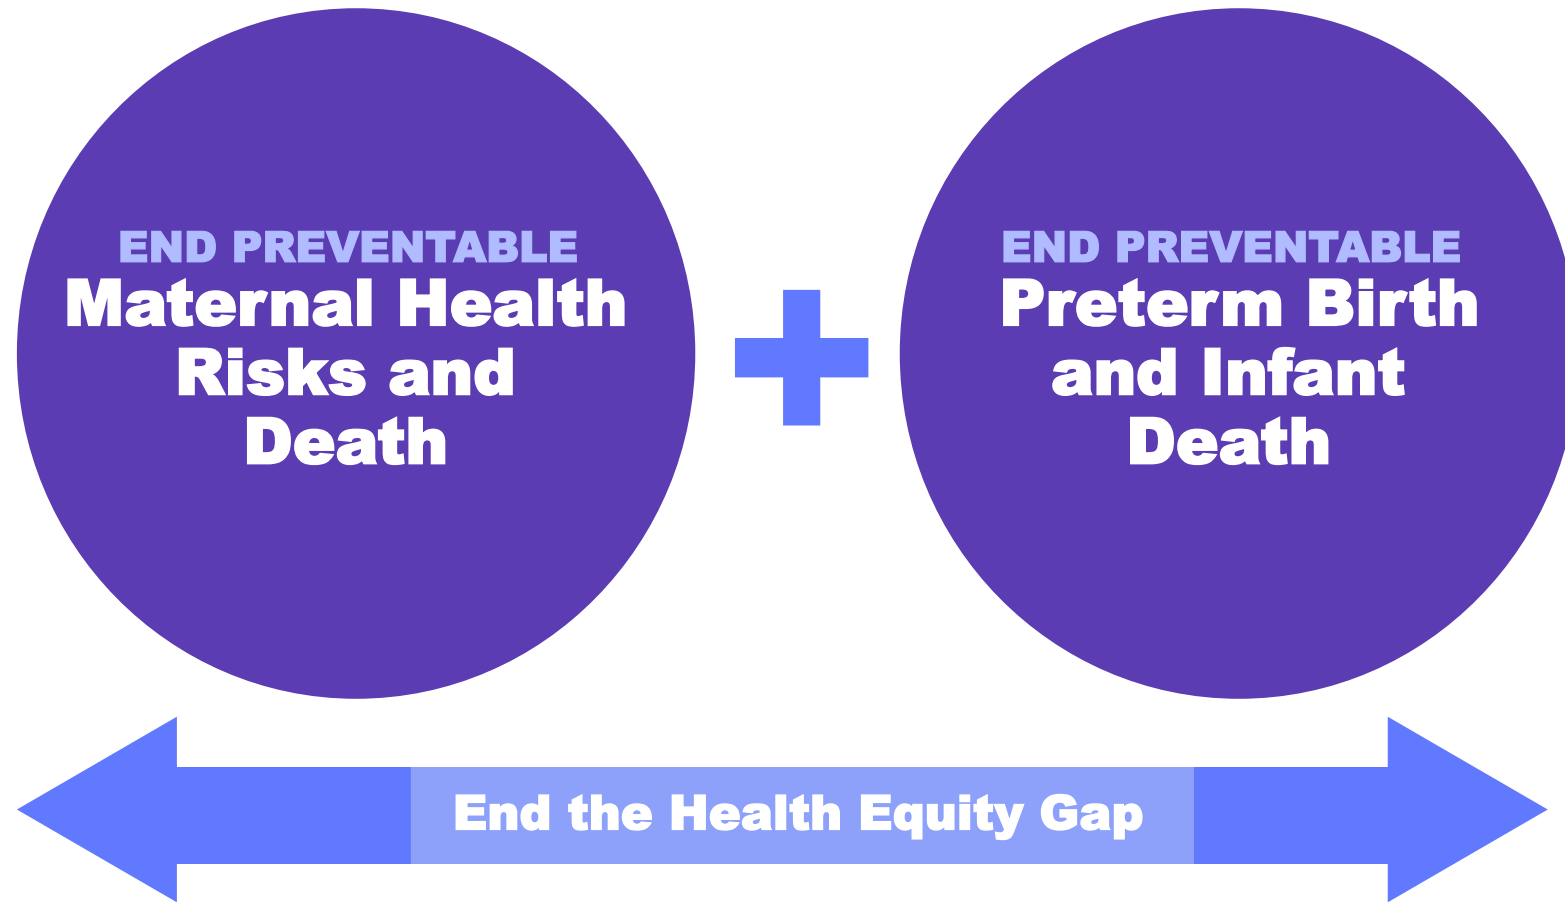 END PREVENTABLE
Maternal Health
Risks and
Death
END PREVENTABLE
Preterm Birth
and Infant
Death
End the Health Equity Gap